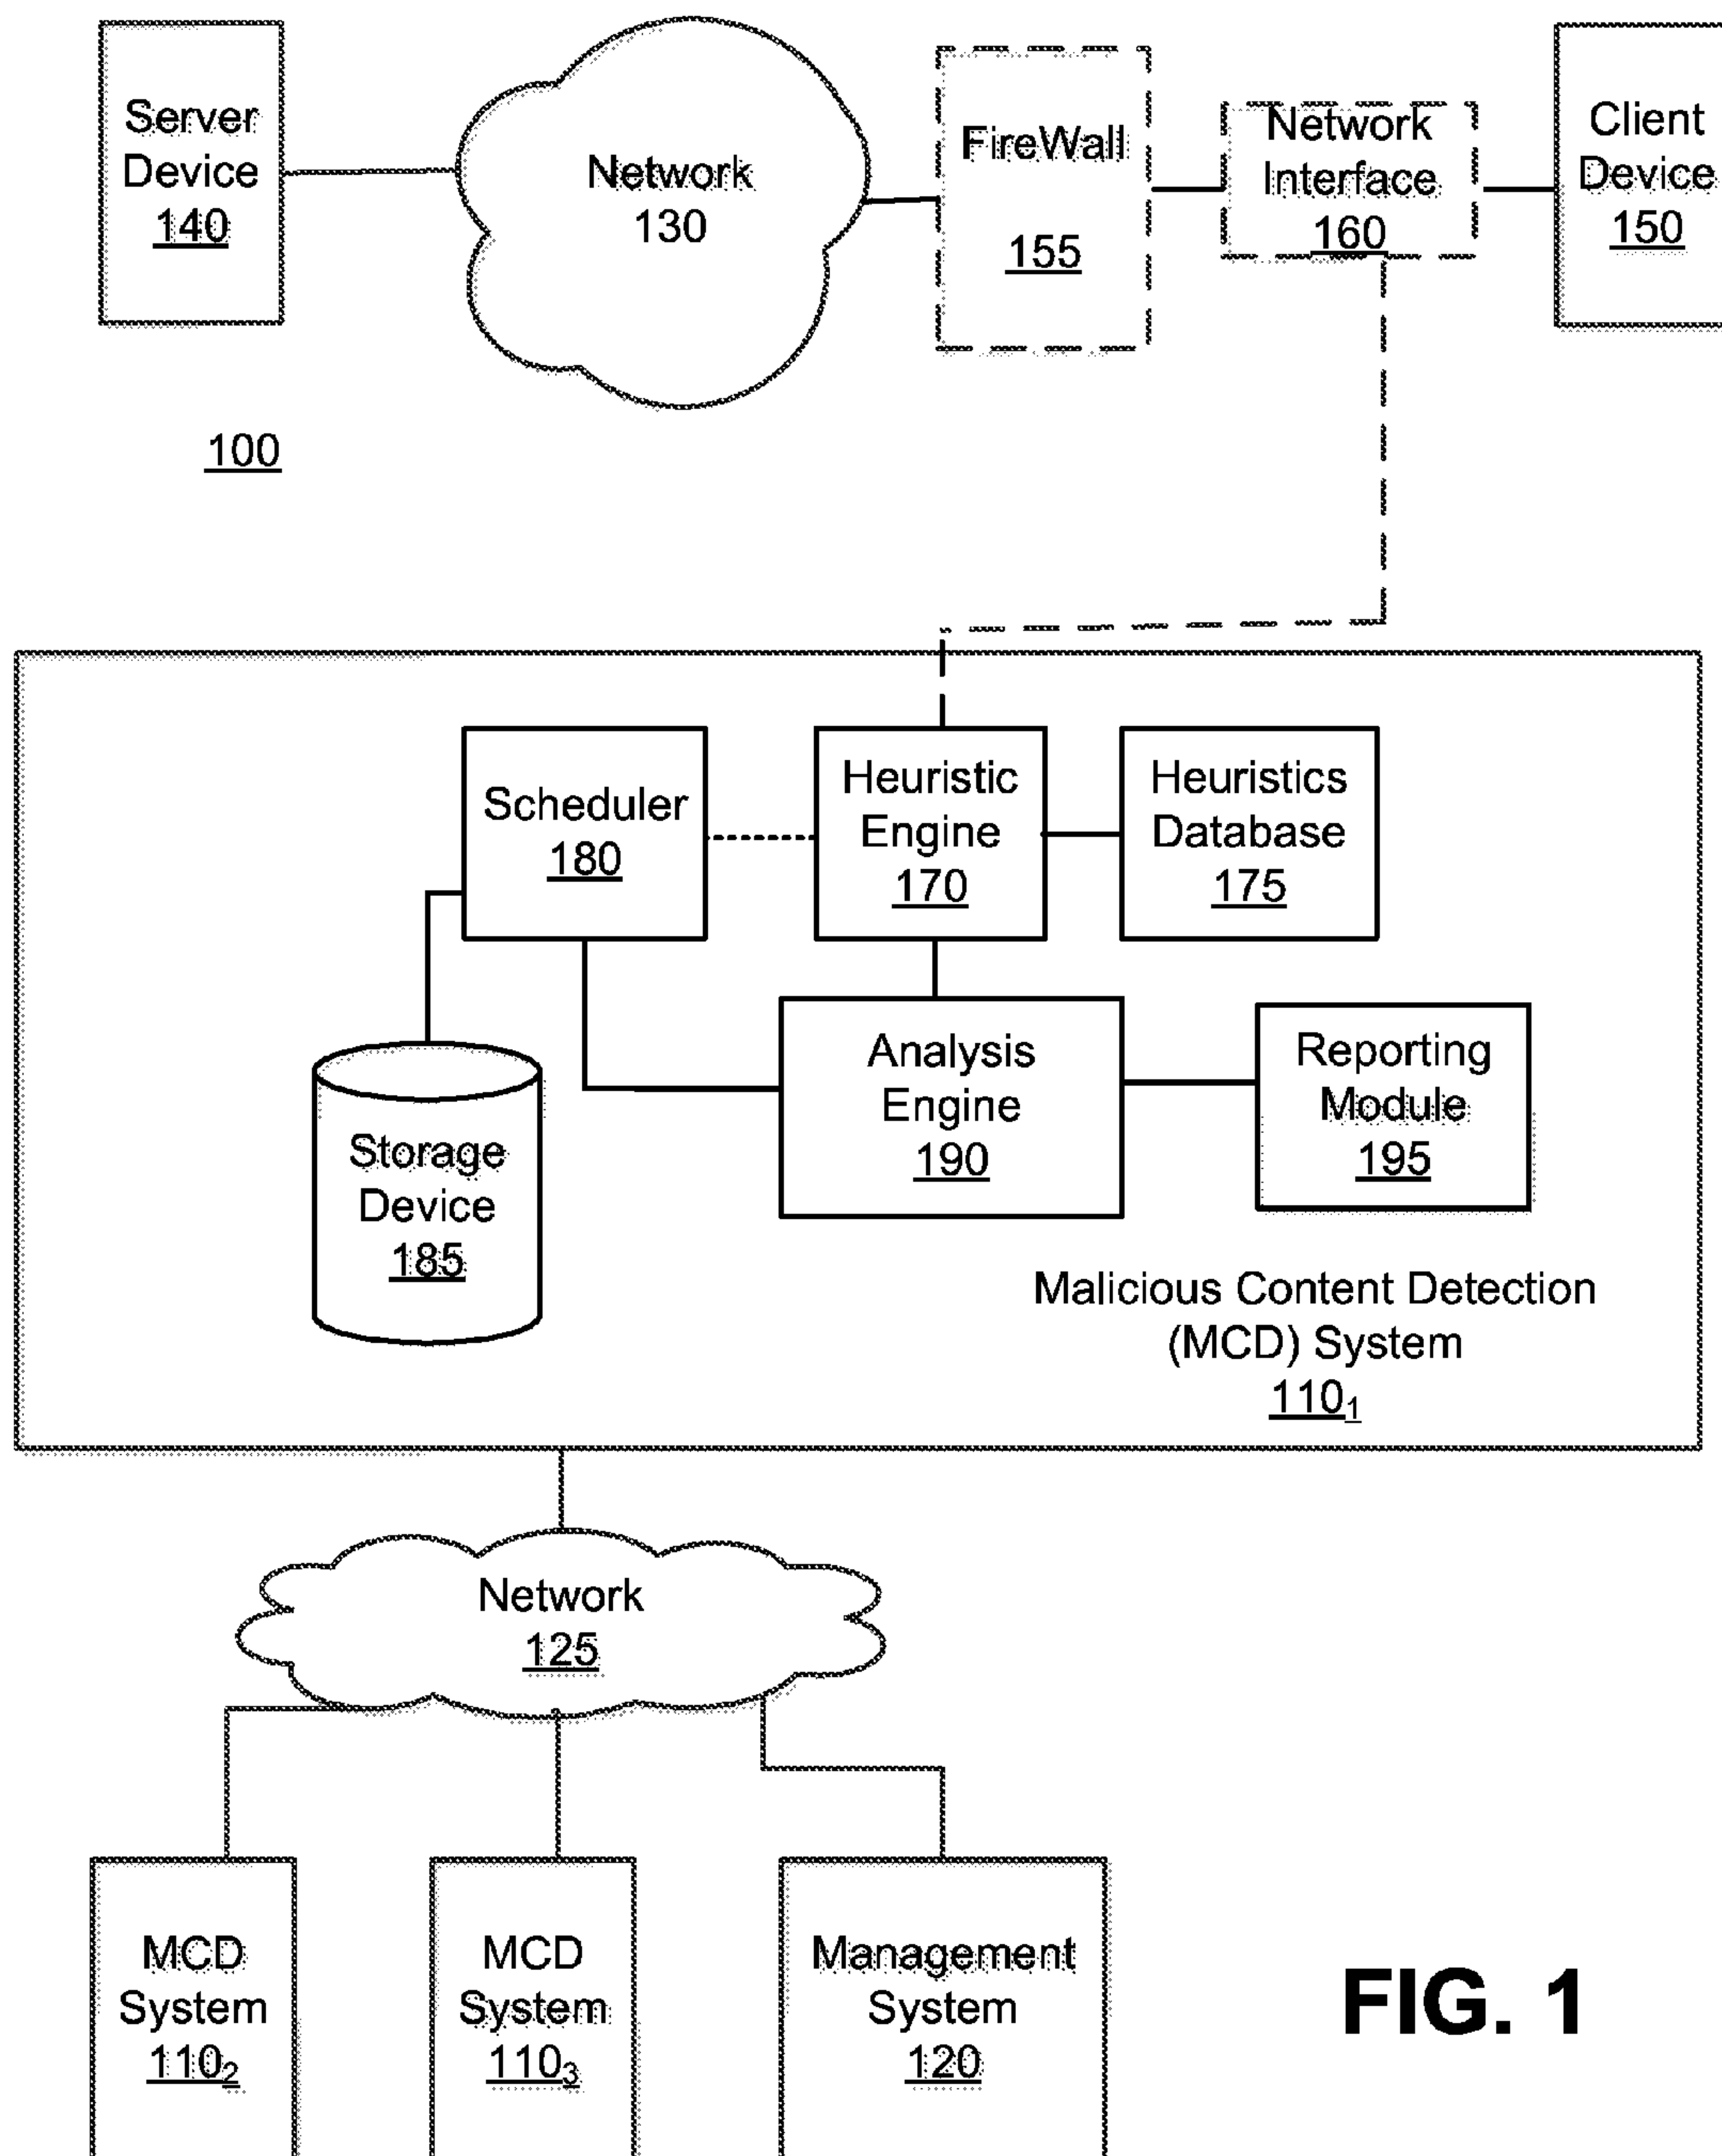 Server
Device
140
Network
130
FireWall
155
Network
Interface
160
Client
Device
150
100
Scheduler
180
Heuristic
Engine
170
Heuristics
Database
175
Storage
Device
185
Analysis
Engine
190
Reporting
Module
195
Malicious Content Detection
(MCD) System
110₁
Network
125
MCD
System
110₂
MCD
System
110₃
Management
System
120
FIG. 1